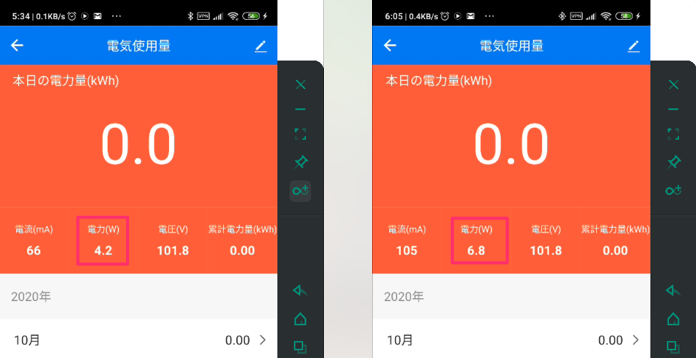 5:34 | 0.1KB/s ...
VPN 58
電気使用量
本日の電力量(kWh)
0.0
電流(mA) 電力(W) 電圧(V) 累計電力量(kWh)
66 4.2 101.8 0.00
2020年
10月 0.00
6:05 | 0.4KB/s ...
VPN
電気使用量
本日の電力量(kWh)
0.0
電流(mA) 電力(W) 電圧(V) 累計電力量(kWh)
105 6.8 101.8 0.00
2020年
10月 0.00